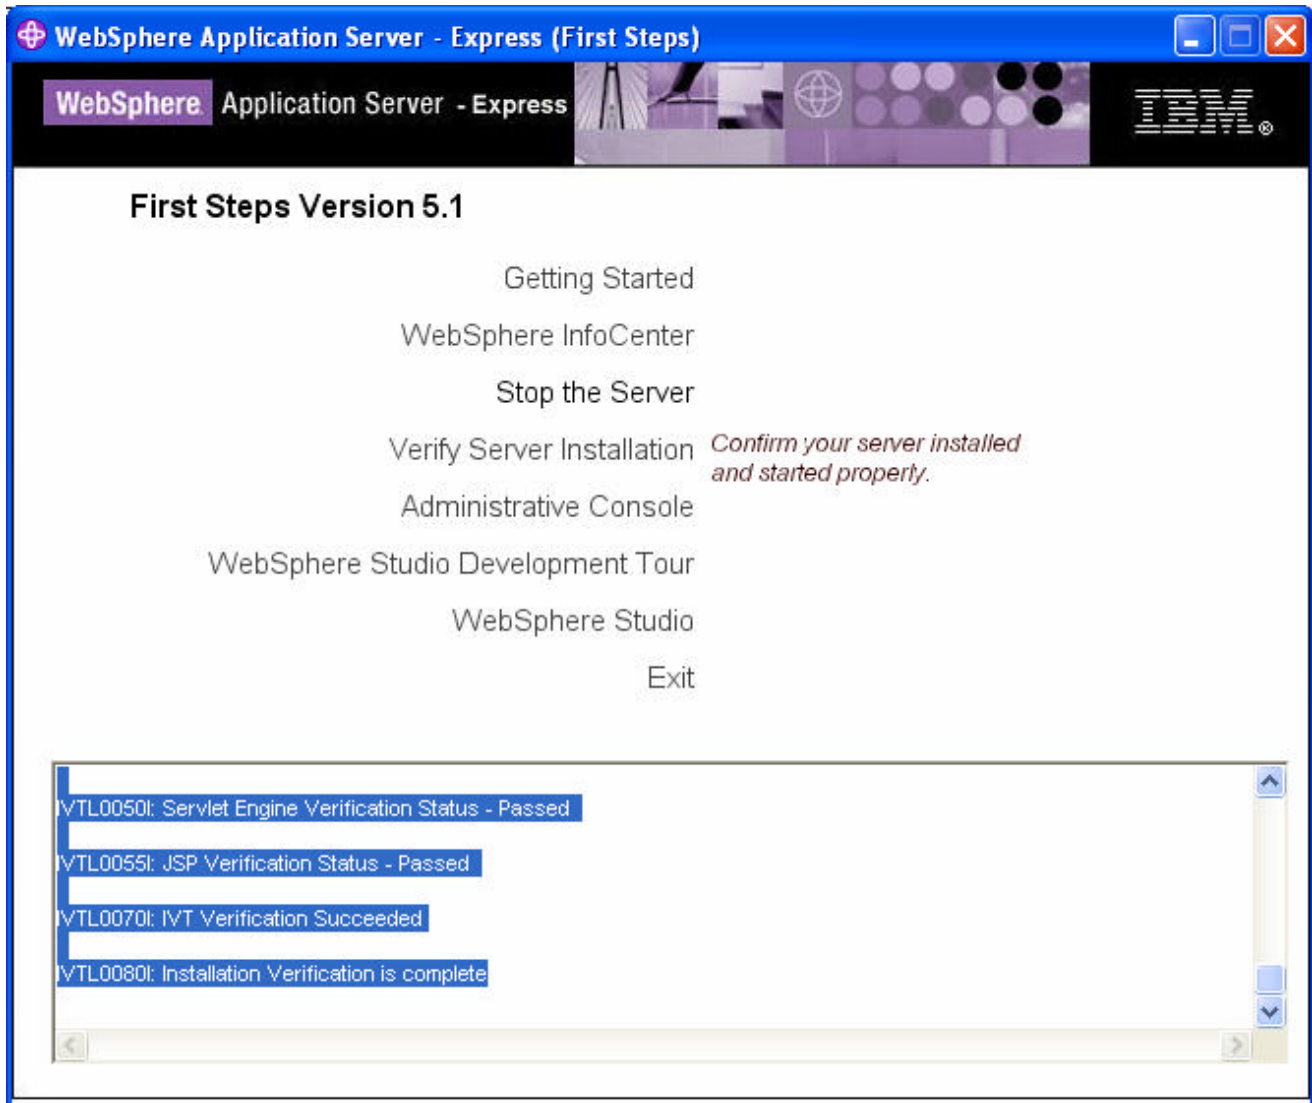 WebSphere Application Server - Express (First Steps)
WebSphere Application Server - Express
IBM®
First Steps Version 5.1
Getting Started
WebSphere InfoCenter
Stop the Server
Verify Server Installation
Confirm your server installed
and started properly.
Administrative Console
WebSphere Studio Development Tour
WebSphere Studio
Exit
IVTL0050I: Servlet Engine Verification Status - Passed
IVTL0055I: JSP Verification Status - Passed
IVTL0070I: IVT Verification Succeeded
IVTL0080I: Installation Verification is complete